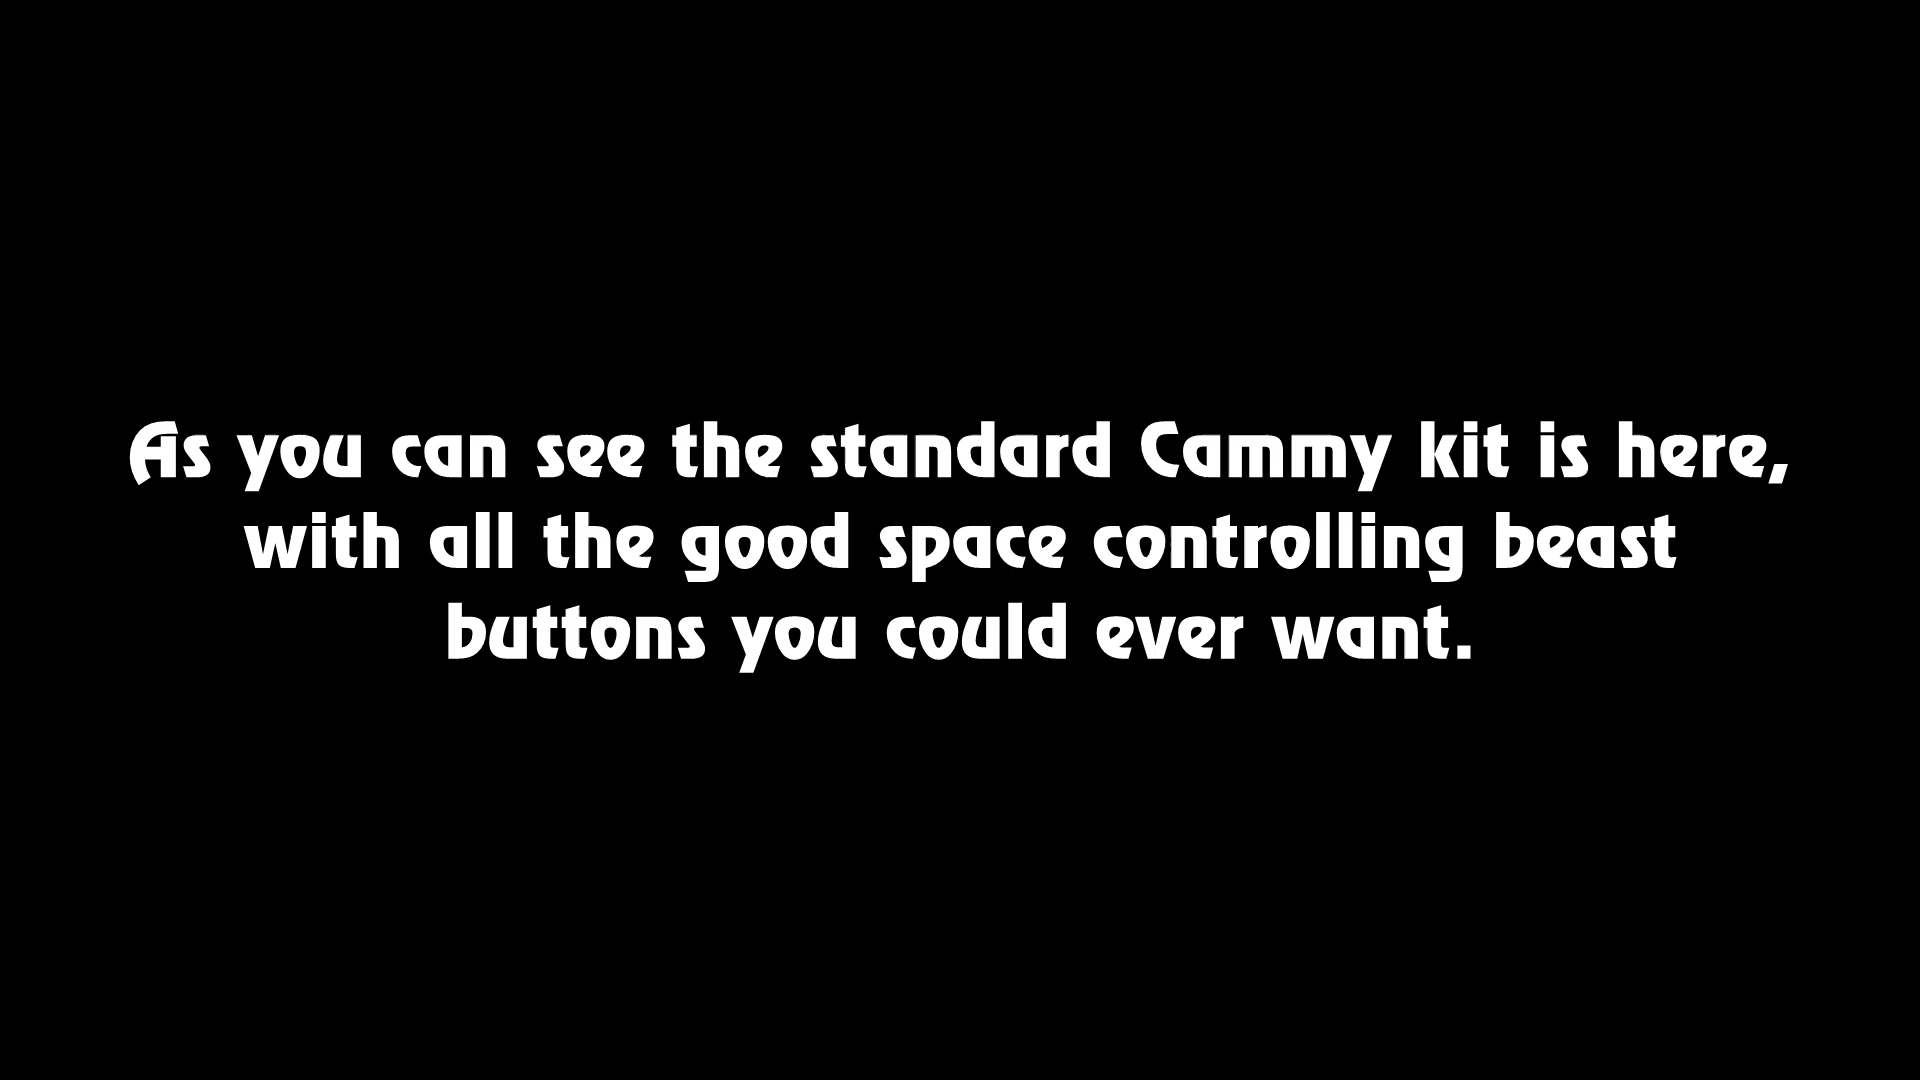 As you can see the standard Cammy kit is here,
with all the good space controlling beast
buttons you could ever want.